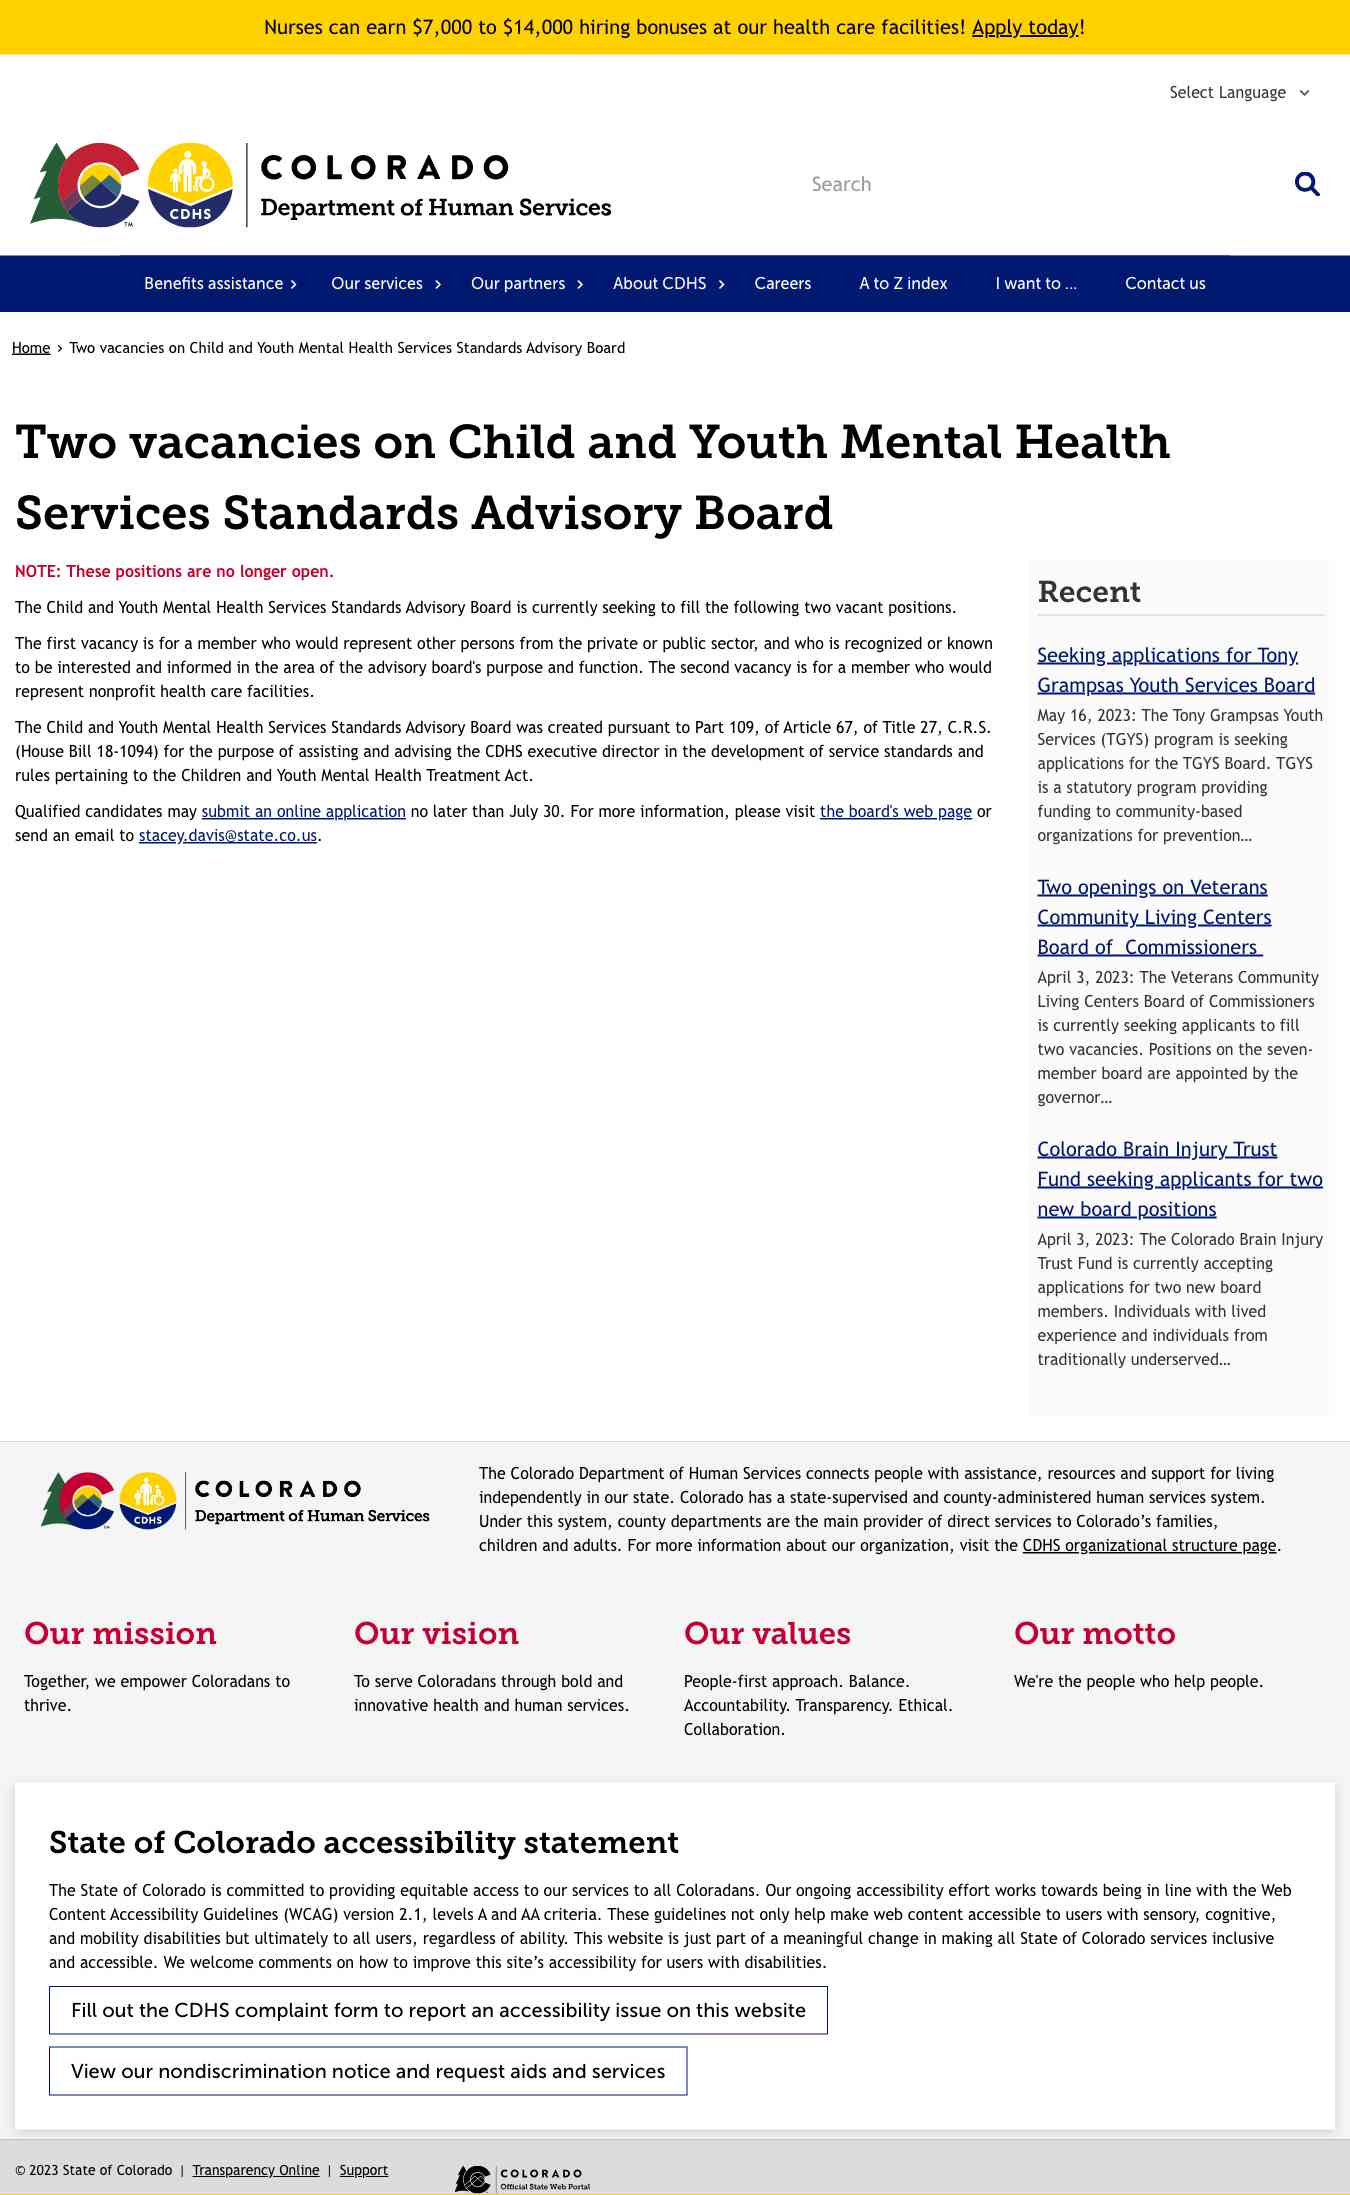 Nurses can earn $7,000 to $14,000 hiring bonuses at our health care facilities! Apply today!
Select Language
CDHS
TM
COLORADO
Department of Human Services
Search
Benefits assistance
Our services
Our partners
About CDHS
Careers
A to Z index
I want to ...
Contact us
Home › Two vacancies on Child and Youth Mental Health Services Standards Advisory Board
Two vacancies on Child and Youth Mental Health
Services Standards Advisory Board
NOTE: These positions are no longer open.
The Child and Youth Mental Health Services Standards Advisory Board is currently seeking to fill the following two vacant positions.
The first vacancy is for a member who would represent other persons from the private or public sector, and who is recognized or known
to be interested and informed in the area of the advisory board's purpose and function. The second vacancy is for a member who would
represent nonprofit health care facilities.
The Child and Youth Mental Health Services Standards Advisory Board was created pursuant to Part 109, of Article 67, of Title 27, C.R.S.
(House Bill 18-1094) for the purpose of assisting and advising the CDHS executive director in the development of service standards and
rules pertaining to the Children and Youth Mental Health Treatment Act.
Qualified candidates may submit an online application no later than July 30. For more information, please visit the board's web page or
send an email to stacey.davis@state.co.us.
Recent
Seeking applications for Tony
Grampsas Youth Services Board
May 16, 2023: The Tony Grampsas Youth
Services (TGYS) program is seeking
applications for the TGYS Board. TGYS
is a statutory program providing
funding to community-based
organizations for prevention…
Two openings on Veterans
Community Living Centers
Board of  Commissioners
April 3, 2023: The Veterans Community
Living Centers Board of Commissioners
is currently seeking applicants to fill
two vacancies. Positions on the seven-
member board are appointed by the
governor…
Colorado Brain Injury Trust
Fund seeking applicants for two
new board positions
April 3, 2023: The Colorado Brain Injury
Trust Fund is currently accepting
applications for two new board
members. Individuals with lived
experience and individuals from
traditionally underserved…
CDHS
TM
COLORADO
Department of Human Services
The Colorado Department of Human Services connects people with assistance, resources and support for living
independently in our state. Colorado has a state-supervised and county-administered human services system.
Under this system, county departments are the main provider of direct services to Colorado’s families,
children and adults. For more information about our organization, visit the CDHS organizational structure page.
Our mission
Together, we empower Coloradans to
thrive.
Our vision
To serve Coloradans through bold and
innovative health and human services.
Our values
People-first approach. Balance.
Accountability. Transparency. Ethical.
Collaboration.
Our motto
We're the people who help people.
State of Colorado accessibility statement
The State of Colorado is committed to providing equitable access to our services to all Coloradans. Our ongoing accessibility effort works towards being in line with the Web
Content Accessibility Guidelines (WCAG) version 2.1, levels A and AA criteria. These guidelines not only help make web content accessible to users with sensory, cognitive,
and mobility disabilities but ultimately to all users, regardless of ability. This website is just part of a meaningful change in making all State of Colorado services inclusive
and accessible. We welcome comments on how to improve this site’s accessibility for users with disabilities.
Fill out the CDHS complaint form to report an accessibility issue on this website
View our nondiscrimination notice and request aids and services
© 2023 State of Colorado | Transparency Online | Support
COLORADO
Official State Web Portal